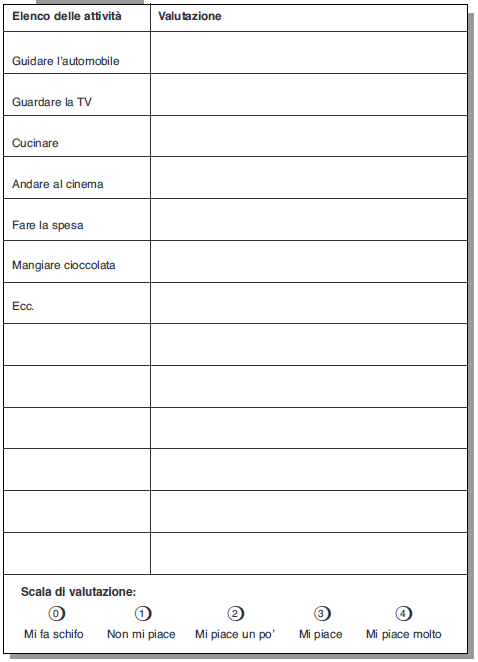 Elenco delle attività Valutazione
Guidare l'automobile
Guardare la TV
Cucinare
Andare al cinema
Fare la spesa
Mangiare cioccolata
Ecc.
Scala di valutazione:
0 1 2 3 4
Mi fa schifo Non mi piace Mi piace un po' Mi piace Mi piace molto